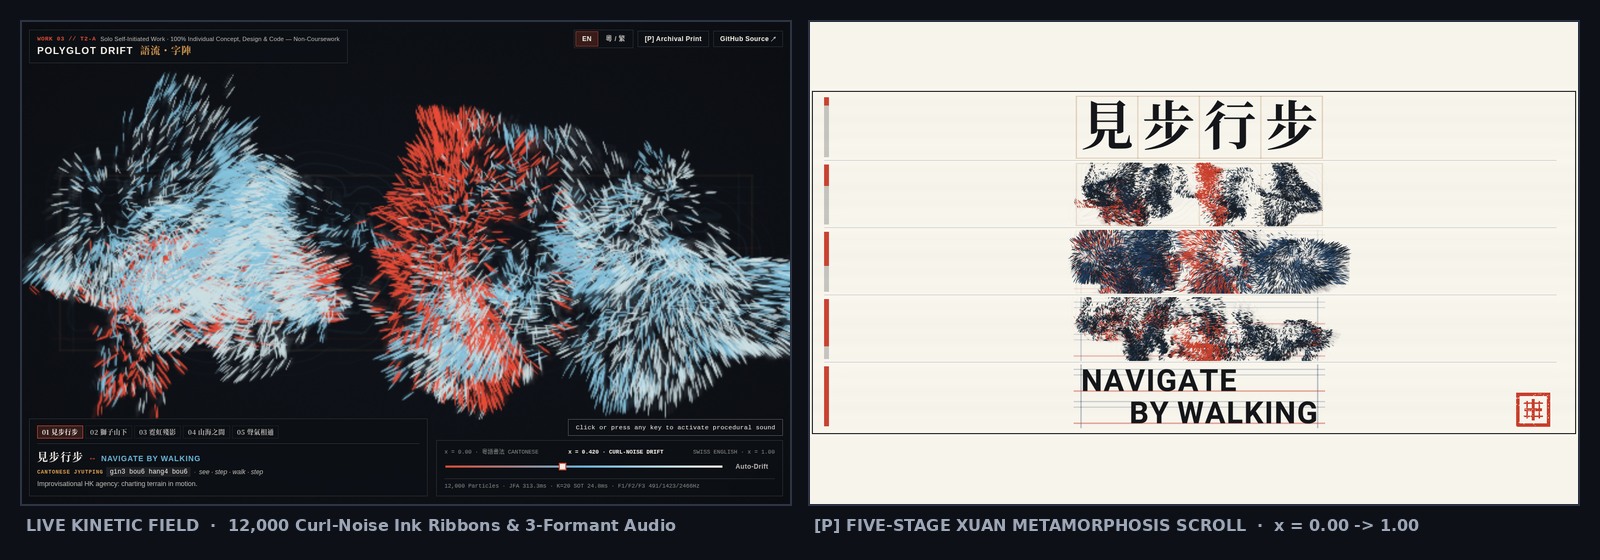 WORK 03 // T2-A Solo Self-Initiated Work · 100% Individual Concept, Design & Code — Non-Coursework
POLYGLOT DRIFT 語流·字陣
EN 粵 / 繁 [P] Archival Print GitHub Source ↗
01 見步行步 02 獅子山下 03 霓虹殘影 04 山海之間 05 聲氣相通
見步行步 ↔ NAVIGATE BY WALKING
CANTONESE JYUTPING gin3 bou6 hang4 bou6 · see · step · walk · step
Improvisational HK agency: charting terrain in motion.
Click or press any key to activate procedural sound
x = 0.00 · 粵語書法 CANTONESE x = 0.420 · CURL-NOISE DRIFT SWISS ENGLISH · x = 1.00
Auto-Drift
12,000 Particles · JFA 313.3ms · K=20 SDT 24.8ms · F1/F2/F3 491/1423/2460Hz
LIVE KINETIC FIELD · 12,000 Curl-Noise Ink Ribbons & 3-Formant Audio
見步行步
NAVIGATE
BY WALKING
[P] FIVE-STAGE XUAN METAMORPHOSIS SCROLL · x = 0.00 -> 1.00